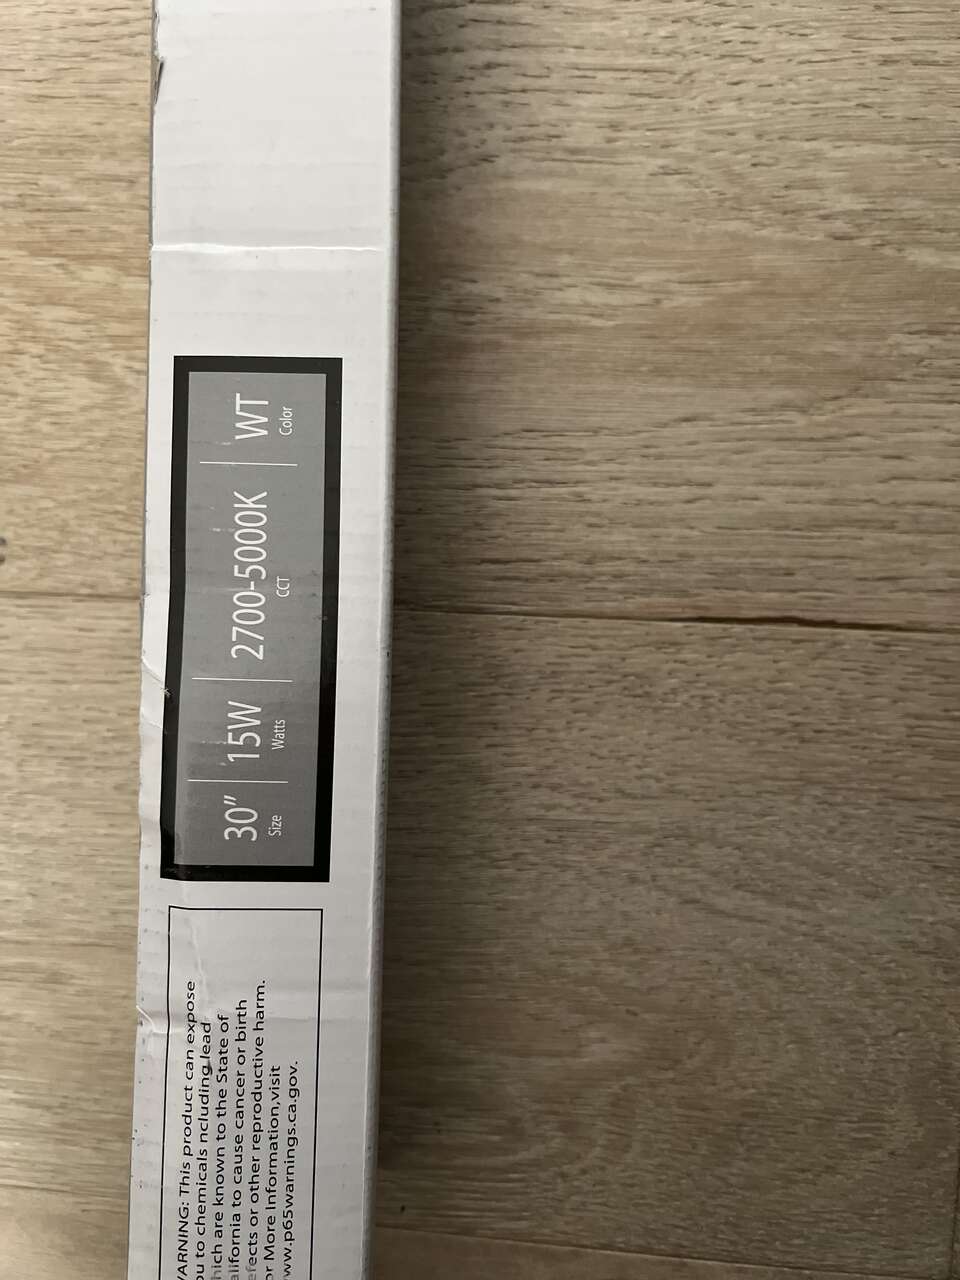 30” 15W 2700-5000K WT
Size Watts CCT Color
ARNING: This product can expose
ou to chemicals ncluding lead
hich are known to the State of
alifornia to cause cancer or birth
efects or other reproductive harm.
or More Information,visit
ww.p65warnings.ca.gov.